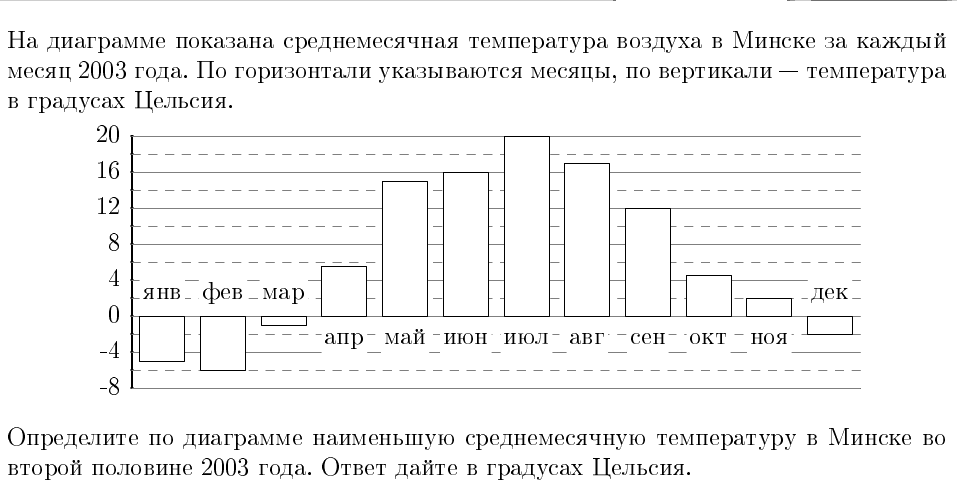 На диаграмме показана среднемесячная температура воздуха в Минске за каждый
месяц 2003 года. По горизонтали указываются месяцы, по вертикали — температура
в градусах Цельсия.
20
16
12
8
4
янв фев мар дек
0
апр май июн июл авг сен окт ноя
-4
-8
Определите по диаграмме наименьшую среднемесячную температуру в Минске во
второй половине 2003 года. Ответ дайте в градусах Цельсия.